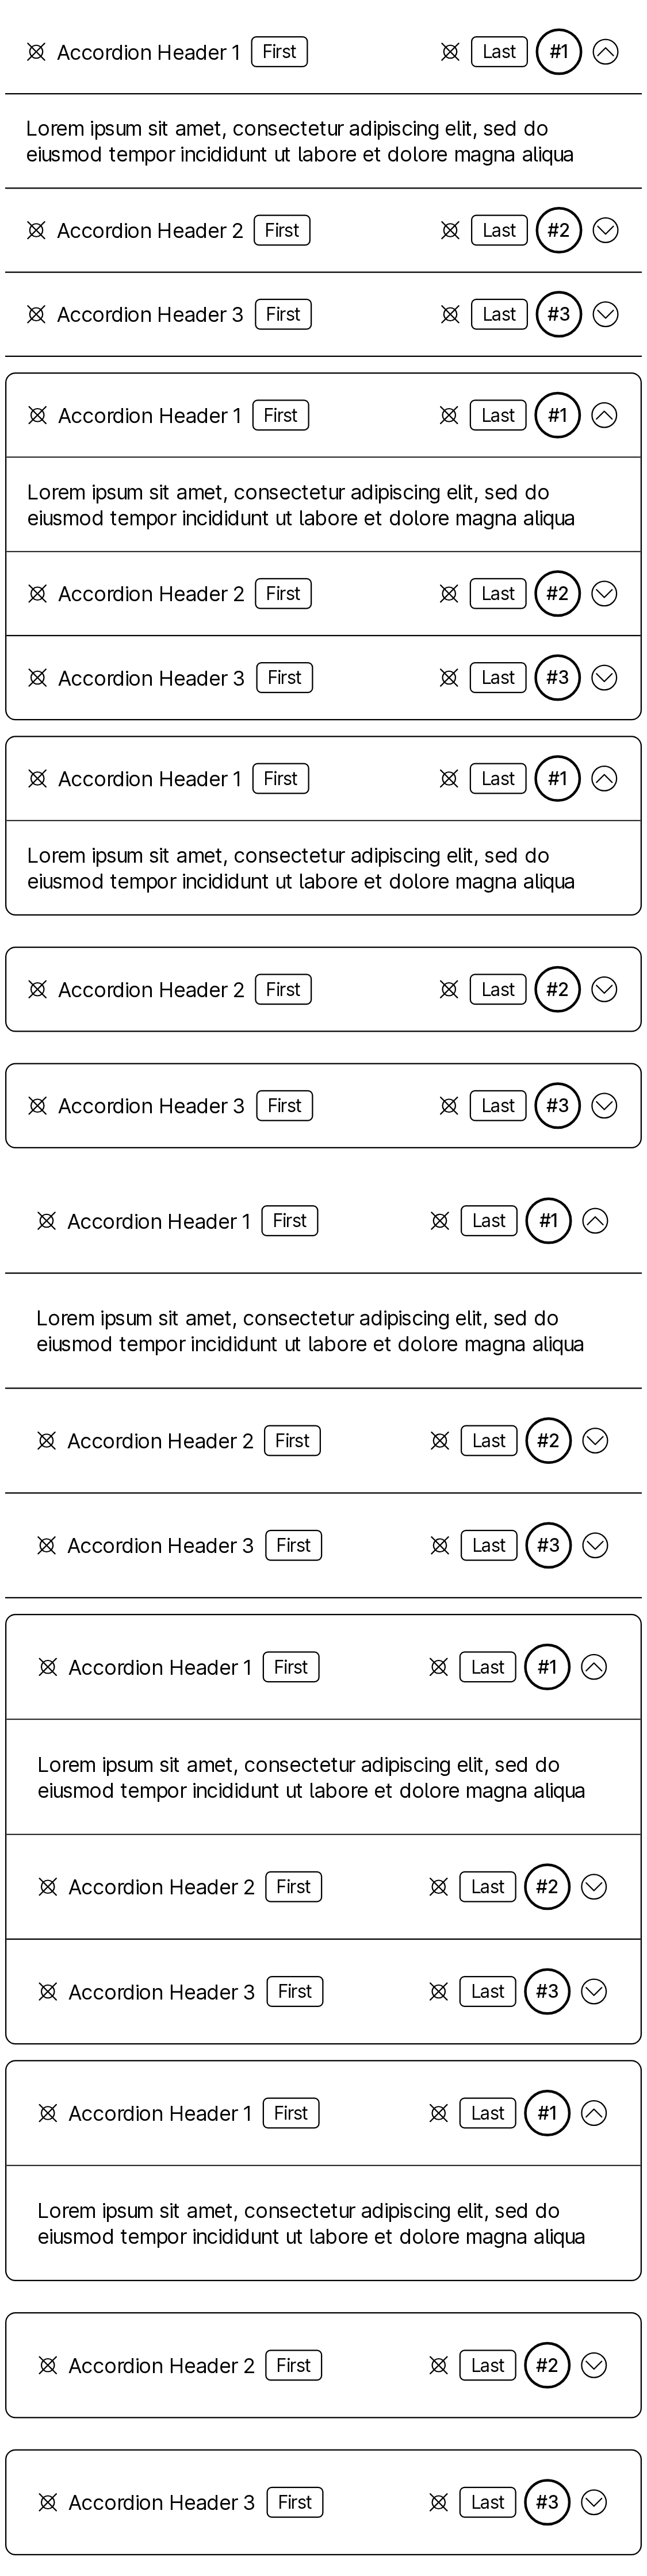 Accordion Header 1 First Last #1
Lorem ipsum sit amet, consectetur adipiscing elit, sed do
eiusmod tempor incididunt ut labore et dolore magna aliqua
Accordion Header 2 First Last #2
Accordion Header 3 First Last #3
Accordion Header 1 First Last #1
Lorem ipsum sit amet, consectetur adipiscing elit, sed do
eiusmod tempor incididunt ut labore et dolore magna aliqua
Accordion Header 2 First Last #2
Accordion Header 3 First Last #3
Accordion Header 1 First Last #1
Lorem ipsum sit amet, consectetur adipiscing elit, sed do
eiusmod tempor incididunt ut labore et dolore magna aliqua
Accordion Header 2 First Last #2
Accordion Header 3 First Last #3
Accordion Header 1 First Last #1
Lorem ipsum sit amet, consectetur adipiscing elit, sed do
eiusmod tempor incididunt ut labore et dolore magna aliqua
Accordion Header 2 First Last #2
Accordion Header 3 First Last #3
Accordion Header 1 First Last #1
Lorem ipsum sit amet, consectetur adipiscing elit, sed do
eiusmod tempor incididunt ut labore et dolore magna aliqua
Accordion Header 2 First Last #2
Accordion Header 3 First Last #3
Accordion Header 1 First Last #1
Lorem ipsum sit amet, consectetur adipiscing elit, sed do
eiusmod tempor incididunt ut labore et dolore magna aliqua
Accordion Header 2 First Last #2
Accordion Header 3 First Last #3